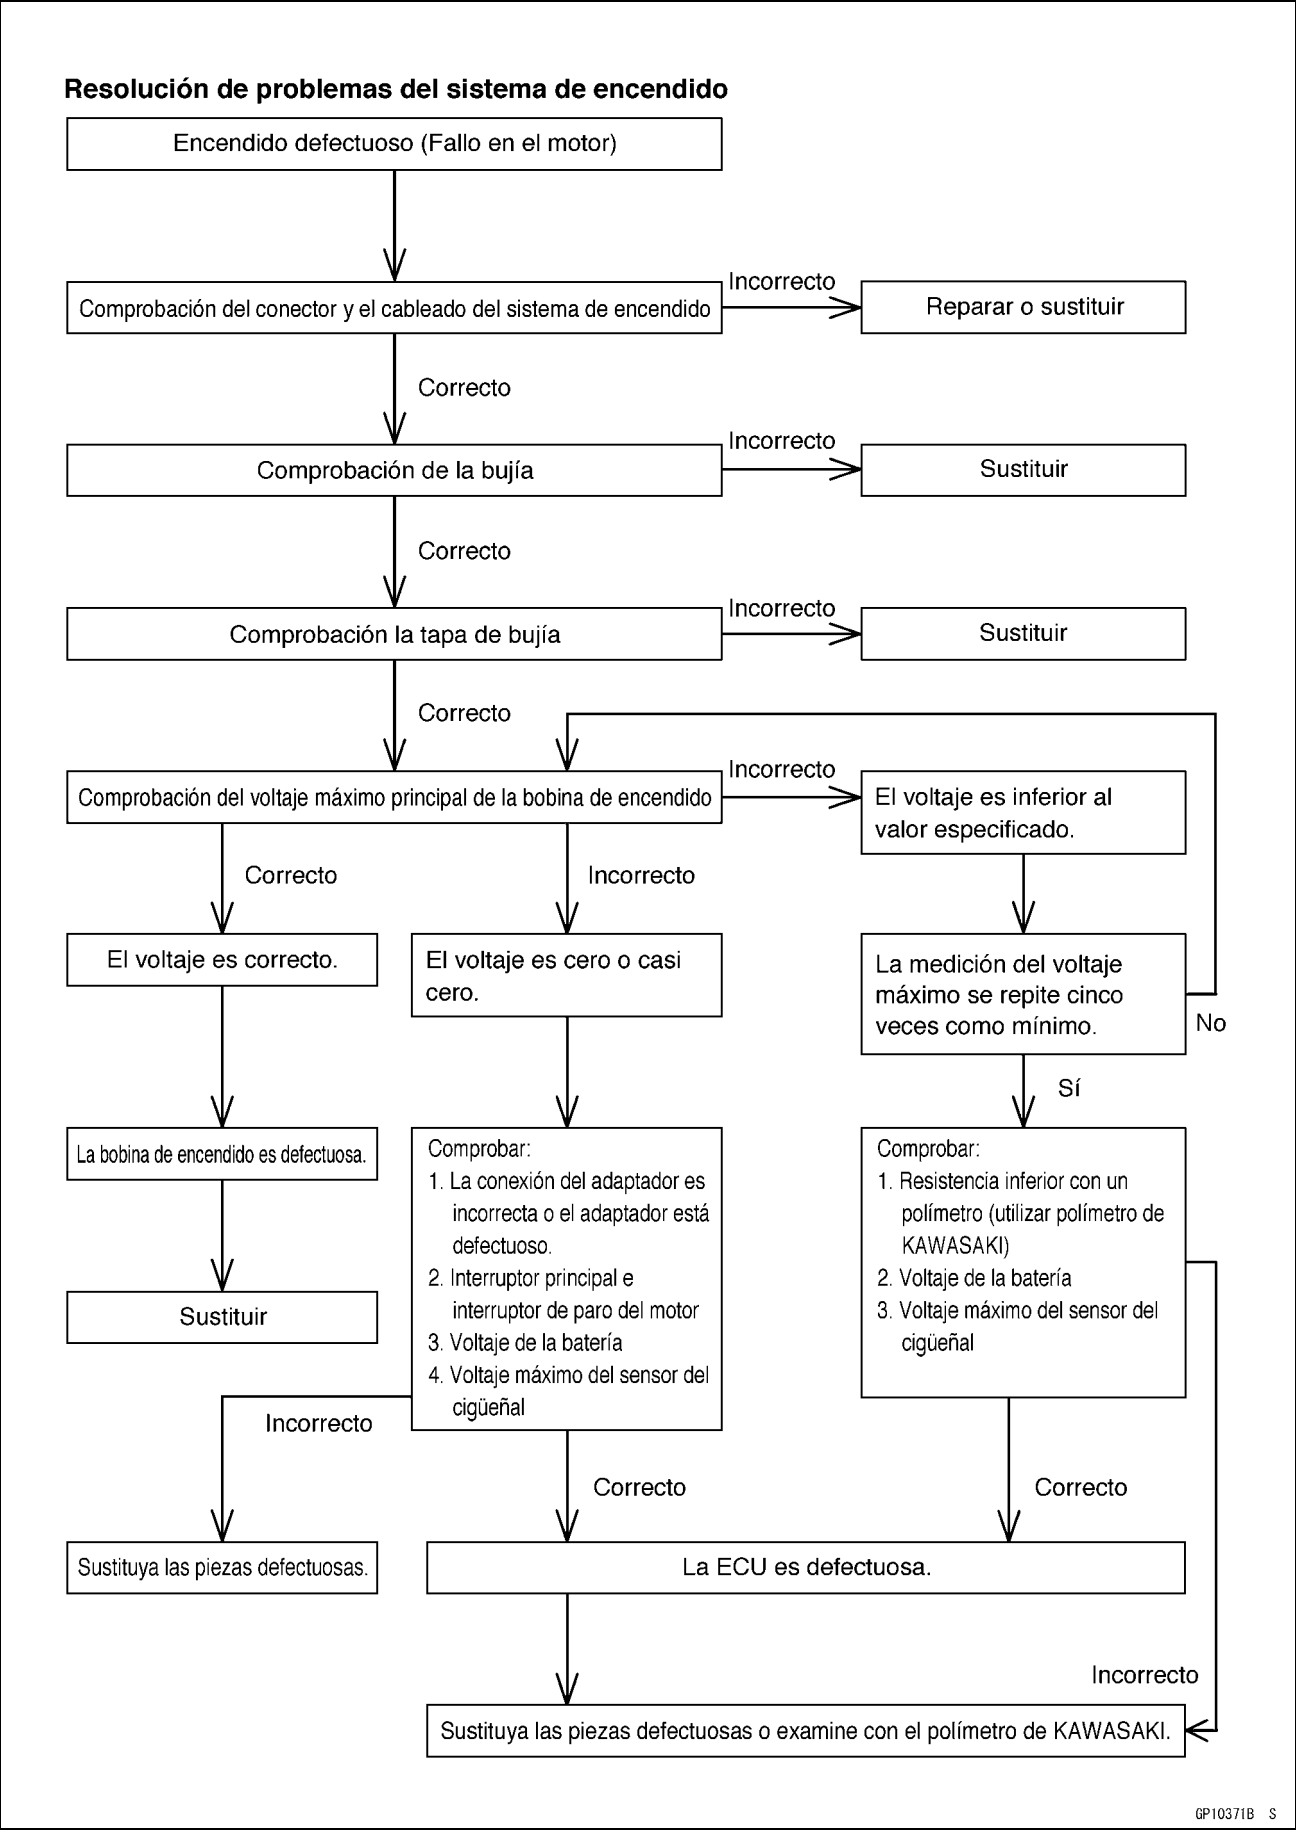 Resolución de problemas del sistema de encendido
Encendido defectuoso (Fallo en el motor)
Incorrecto
Comprobación del conector y el cableado del sistema de encendido
Reparar o sustituir
Correcto
Incorrecto
Comprobación de la bujía
Sustituir
Correcto
Incorrecto
Comprobación la tapa de bujía
Sustituir
Correcto
Incorrecto
Comprobación del voltaje máximo principal de la bobina de encendido
El voltaje es inferior al
valor especificado.
Correcto
Incorrecto
El voltaje es correcto.
El voltaje es cero o casi
cero.
La medición del voltaje
máximo se repite cinco
veces como mínimo.
No
Sí
La bobina de encendido es defectuosa.
Sustituir
Comprobar:
1. La conexión del adaptador es
incorrecta o el adaptador está
defectuoso.
2. Interruptor principal e
interruptor de paro del motor
3. Voltaje de la batería
4. Voltaje máximo del sensor del
cigüeñal
Comprobar:
1. Resistencia inferior con un
polímetro (utilizar polímetro de
KAWASAKI)
2. Voltaje de la batería
3. Voltaje máximo del sensor del
cigüeñal
Incorrecto
Correcto
Correcto
Sustituya las piezas defectuosas.
La ECU es defectuosa.
Incorrecto
Sustituya las piezas defectuosas o examine con el polímetro de KAWASAKI.
GP10371B S